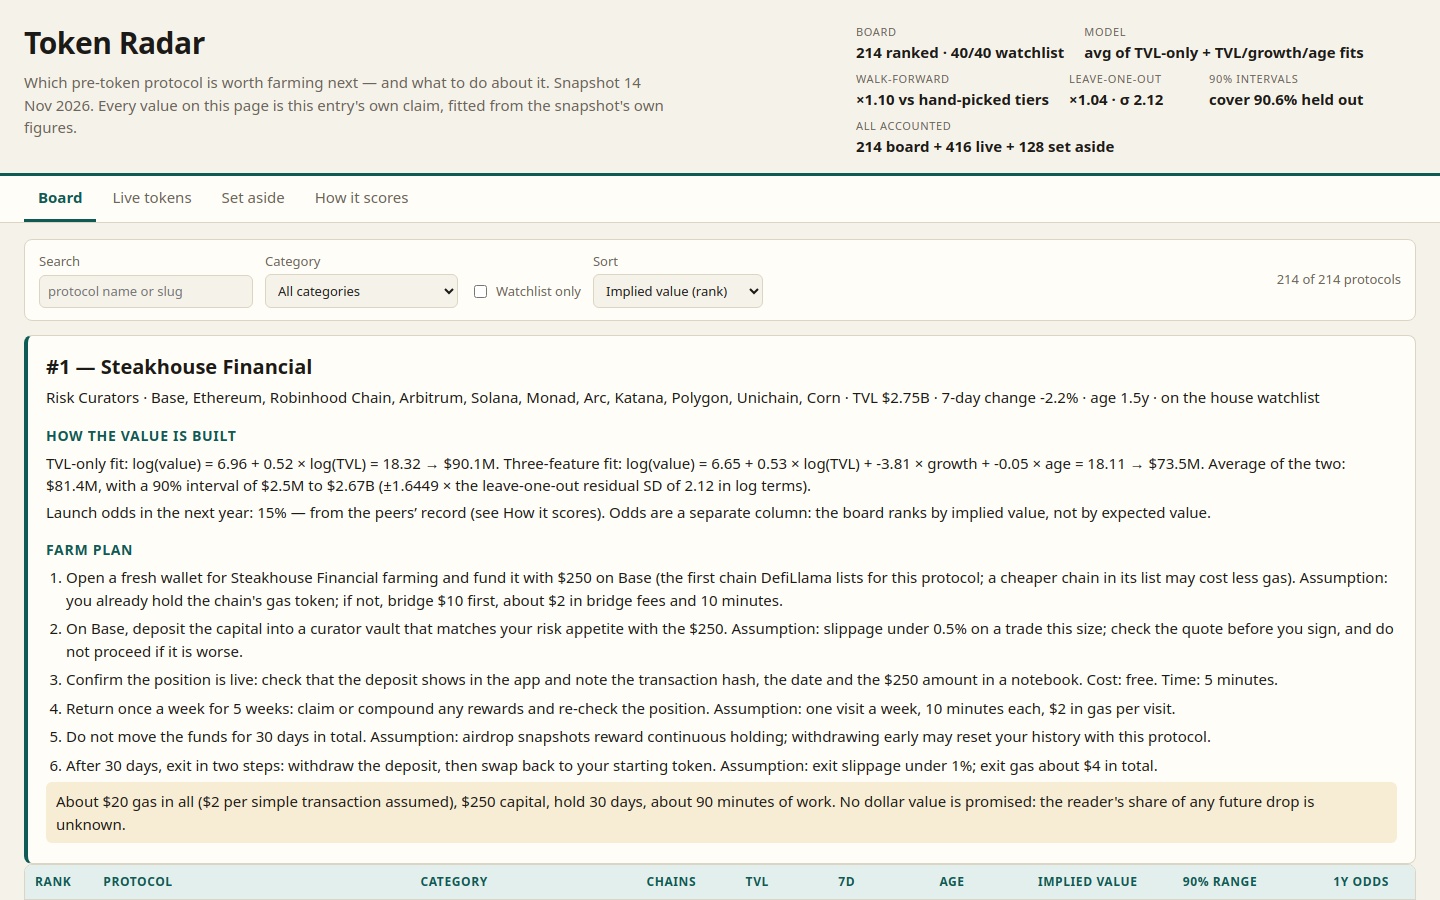 Token Radar
Which pre-token protocol is worth farming next — and what to do about it. Snapshot 14
Nov 2026. Every value on this page is this entry's own claim, fitted from the snapshot's own
figures.
BOARD
214 ranked · 40/40 watchlist
MODEL
avg of TVL-only + TVL/growth/age fits
WALK-FORWARD
×1.10 vs hand-picked tiers
LEAVE-ONE-OUT
×1.04 · σ 2.12
90% INTERVALS
cover 90.6% held out
ALL ACCOUNTED
214 board + 416 live + 128 set aside
Board
Live tokens
Set aside
How it scores
Search
protocol name or slug
Category
All categories
Watchlist only
Sort
Implied value (rank)
214 of 214 protocols
#1 — Steakhouse Financial
Risk Curators · Base, Ethereum, Robinhood Chain, Arbitrum, Solana, Monad, Arc, Katana, Polygon, Unichain, Corn · TVL $2.75B · 7-day change -2.2% · age 1.5y · on the house watchlist
HOW THE VALUE IS BUILT
TVL-only fit: log(value) = 6.96 + 0.52 × log(TVL) = 18.32 → $90.1M. Three-feature fit: log(value) = 6.65 + 0.53 × log(TVL) + -3.81 × growth + -0.05 × age = 18.11 → $73.5M. Average of the two:
$81.4M, with a 90% interval of $2.5M to $2.67B (±1.6449 × the leave-one-out residual SD of 2.12 in log terms).
Launch odds in the next year: 15% — from the peers’ record (see How it scores). Odds are a separate column: the board ranks by implied value, not by expected value.
FARM PLAN
1. Open a fresh wallet for Steakhouse Financial farming and fund it with $250 on Base (the first chain DefiLlama lists for this protocol; a cheaper chain in its list may cost less gas). Assumption:
you already hold the chain's gas token; if not, bridge $10 first, about $2 in bridge fees and 10 minutes.
2. On Base, deposit the capital into a curator vault that matches your risk appetite with the $250. Assumption: slippage under 0.5% on a trade this size; check the quote before you sign, and do
not proceed if it is worse.
3. Confirm the position is live: check that the deposit shows in the app and note the transaction hash, the date and the $250 amount in a notebook. Cost: free. Time: 5 minutes.
4. Return once a week for 5 weeks: claim or compound any rewards and re-check the position. Assumption: one visit a week, 10 minutes each, $2 in gas per visit.
5. Do not move the funds for 30 days in total. Assumption: airdrop snapshots reward continuous holding; withdrawing early may reset your history with this protocol.
6. After 30 days, exit in two steps: withdraw the deposit, then swap back to your starting token. Assumption: exit slippage under 1%; exit gas about $4 in total.
About $20 gas in all ($2 per simple transaction assumed), $250 capital, hold 30 days, about 90 minutes of work. No dollar value is promised: the reader's share of any future drop is
unknown.
RANK PROTOCOL CATEGORY CHAINS TVL 7D AGE IMPLIED VALUE 90% RANGE 1Y ODDS